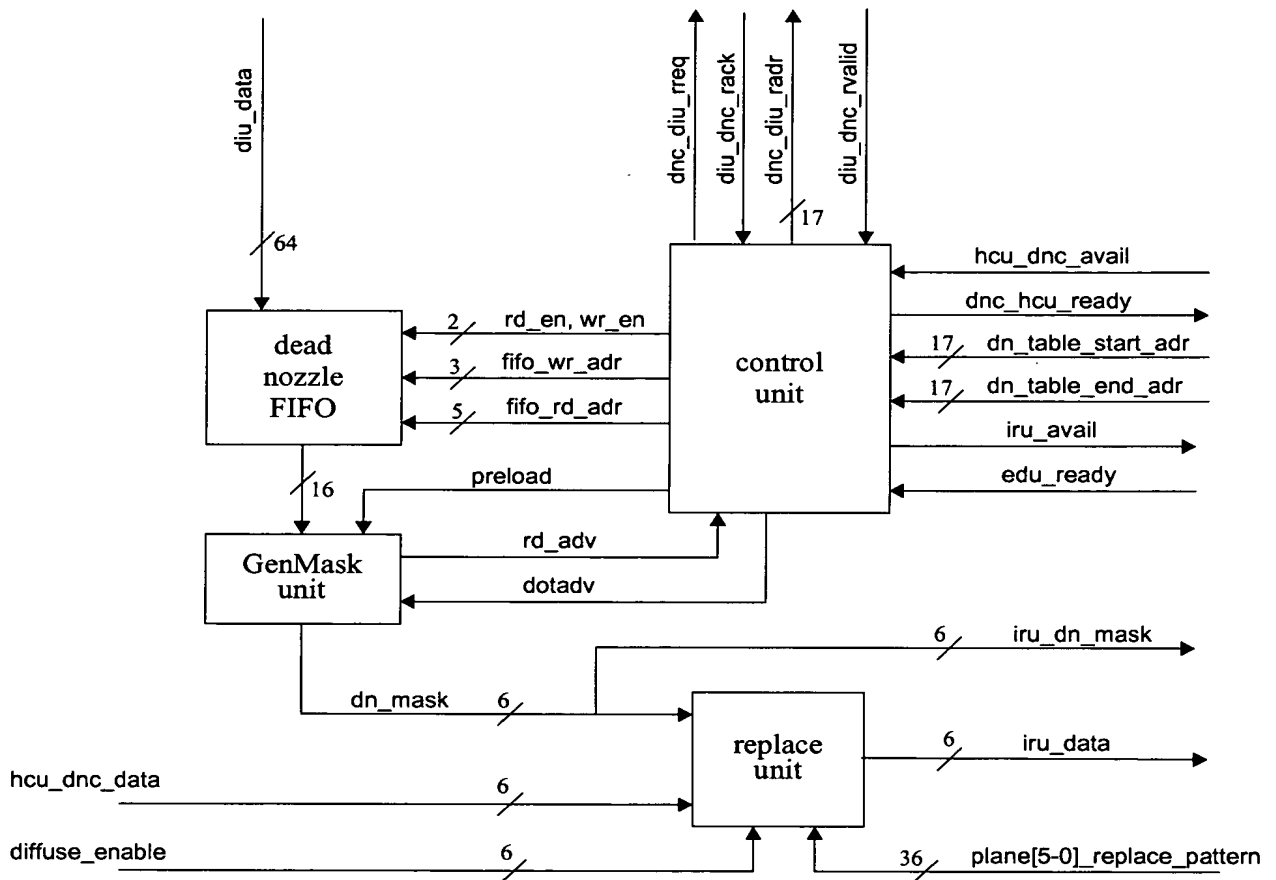 diu_data
dnc_diu_rreq
diu_dnc_rack
dnc_diu_radr
diu_dnc_rvalid
17
64
hcu_dnc_avail
dnc_hcu_ready
2 rd_en, wr_en
17 dn_table_start_adr
dead
nozzle
FIFO
control
unit
3 fifo_wr_adr
17 dn_table_end_adr
5 fifo_rd_adr
iru_avail
16
preload
edu_ready
GenMask
unit
rd_adv
dotadv
6 iru_dn_mask
dn_mask 6
replace
unit
6 iru_data
hcu_dnc_data 6
diffuse_enable 6
36 plane[5-0]_replace_pattern